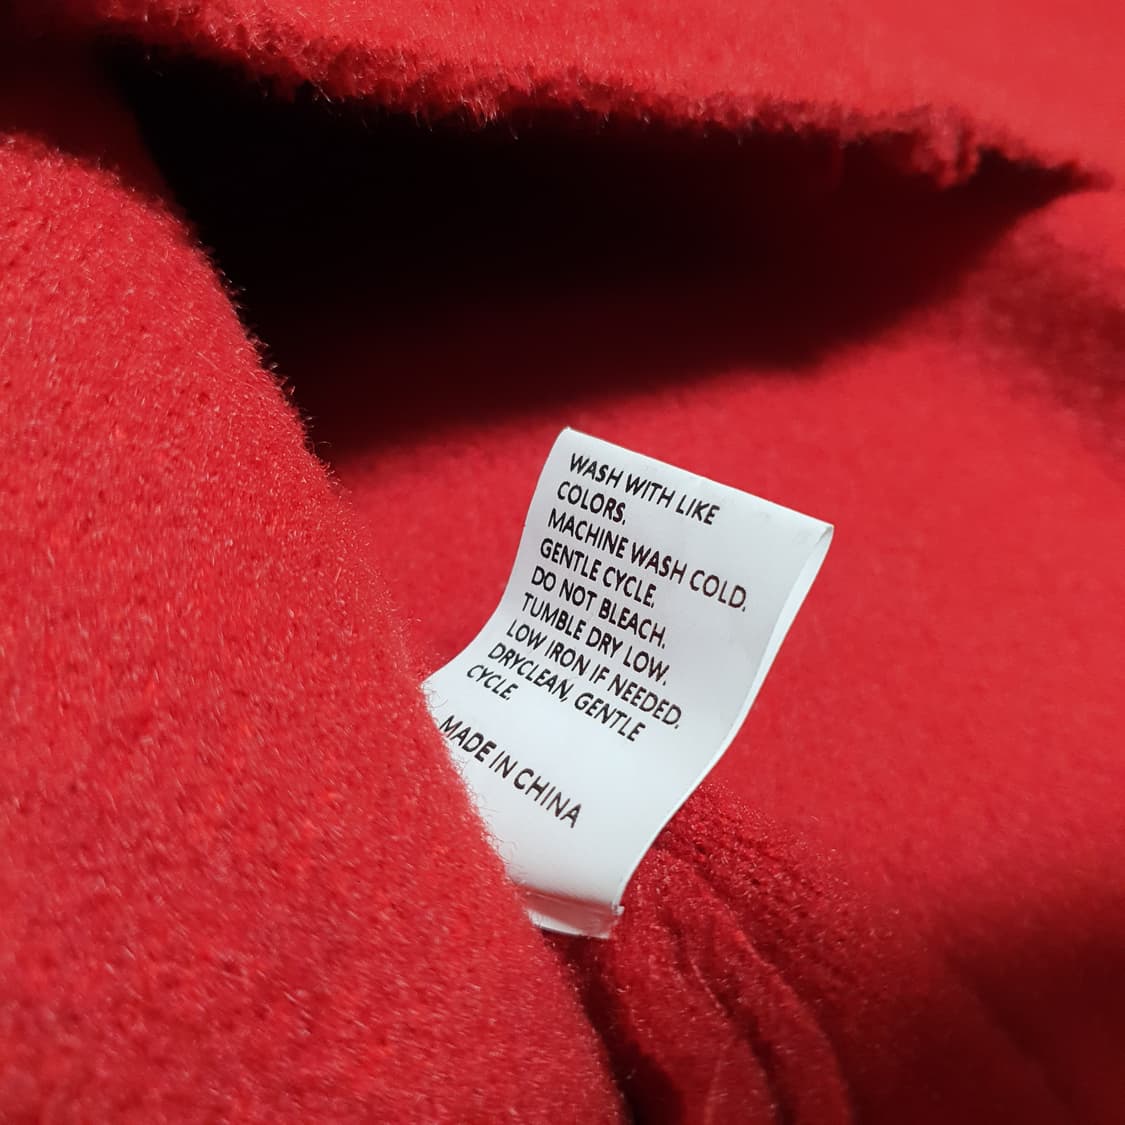 WASH WITH LIKE
COLORS.
MACHINE WASH COLD.
GENTLE CYCLE.
DO NOT BLEACH.
TUMBLE DRY LOW.
LOW IRON IF NEEDED.
DRYCLEAN, GENTLE
CYCLE.
MADE IN CHINA